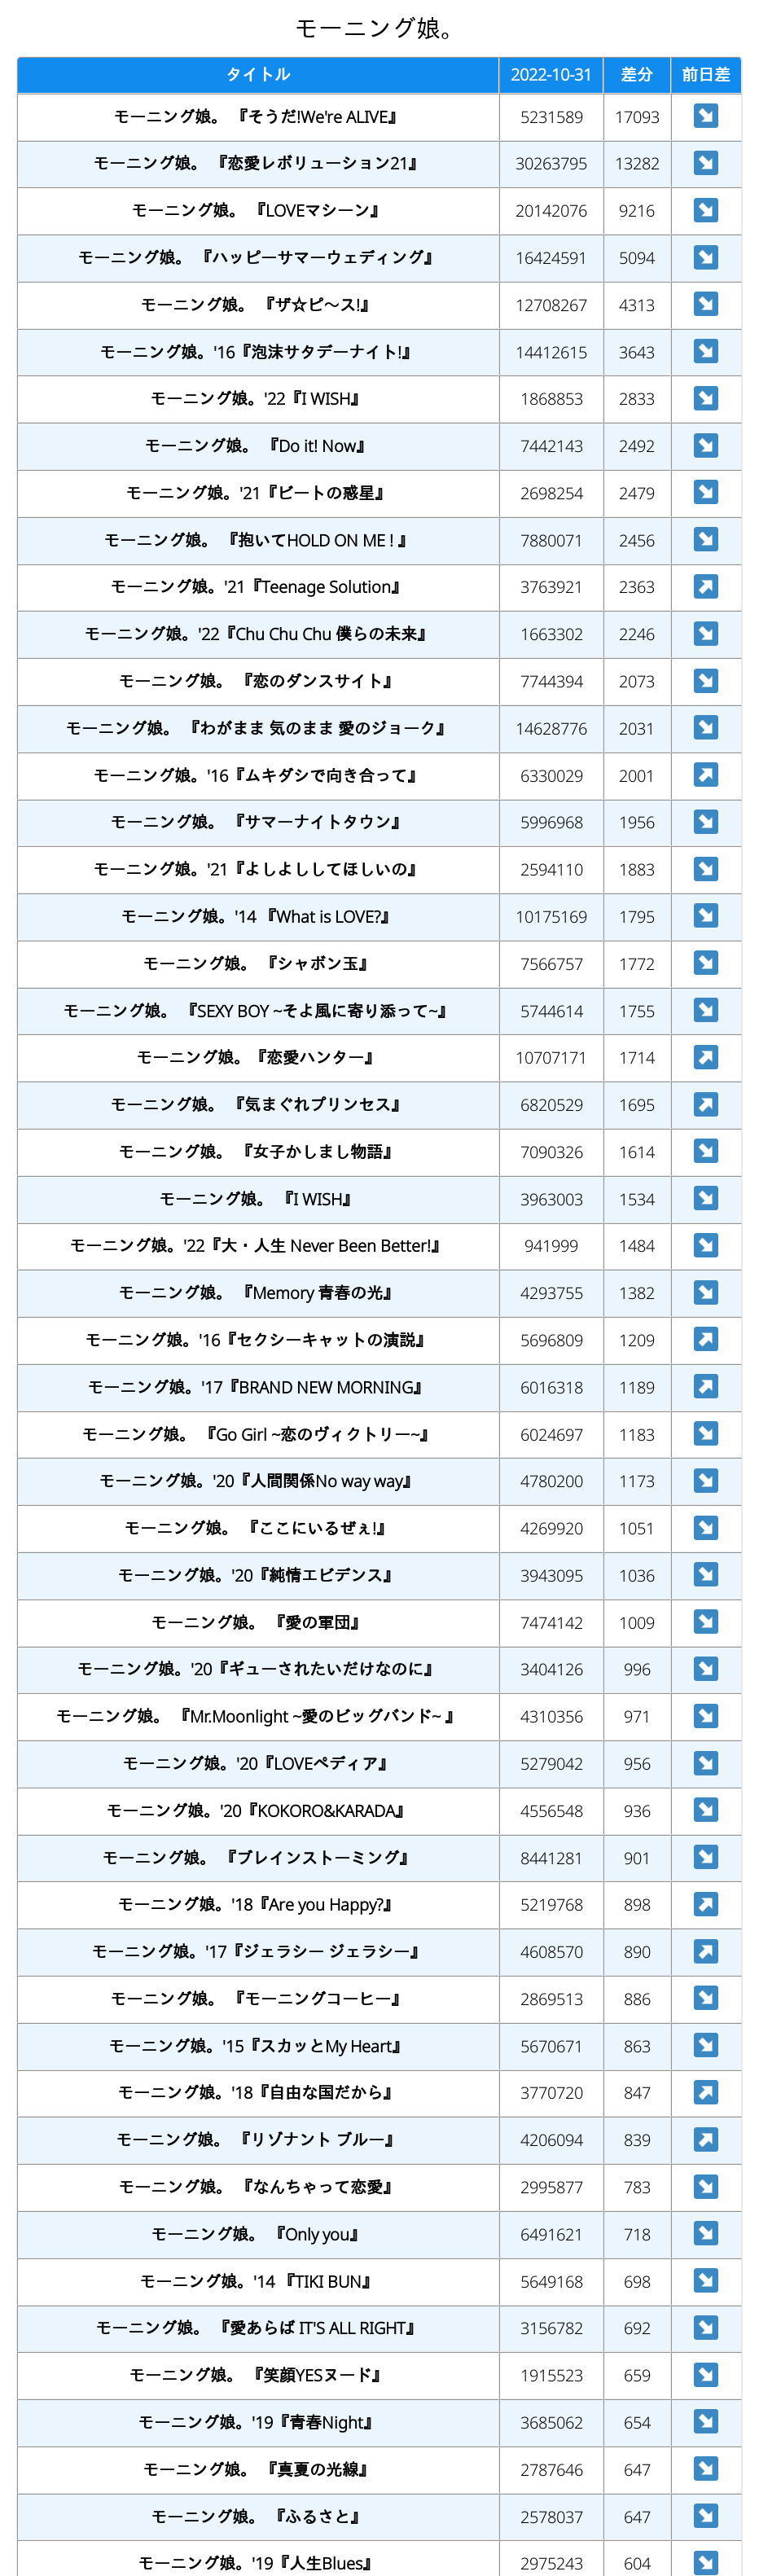 モーニング娘。
タイトル 2022-10-31 差分 前日差
モーニング娘。 『そうだ!We're ALIVE』 5231589 17093 ↘
モーニング娘。 『恋愛レボリューション21』 30263795 13282 ↘
モーニング娘。 『LOVEマシーン』 20142076 9216 ↘
モーニング娘。 『ハッピーサマーウェディング』 16424591 5094 ↘
モーニング娘。 『ザ☆ピ～ス!』 12708267 4313 ↘
モーニング娘。'16『泡沫サタデーナイト!』 14412615 3643 ↘
モーニング娘。'22『I WISH』 1868853 2833 ↘
モーニング娘。 『Do it! Now』 7442143 2492 ↘
モーニング娘。'21『ビートの惑星』 2698254 2479 ↘
モーニング娘。 『抱いてHOLD ON ME ! 』 7880071 2456 ↘
モーニング娘。'21『Teenage Solution』 3763921 2363 ↗
モーニング娘。'22『Chu Chu Chu 僕らの未来』 1663302 2246 ↘
モーニング娘。 『恋のダンスサイト』 7744394 2073 ↘
モーニング娘。 『わがまま 気のまま 愛のジョーク』 14628776 2031 ↘
モーニング娘。'16『ムキダシで向き合って』 6330029 2001 ↗
モーニング娘。 『サマーナイトタウン』 5996968 1956 ↘
モーニング娘。'21『よしよししてほしいの』 2594110 1883 ↘
モーニング娘。'14 『What is LOVE?』 10175169 1795 ↘
モーニング娘。 『シャボン玉』 7566757 1772 ↘
モーニング娘。 『SEXY BOY ~そよ風に寄り添って~』 5744614 1755 ↘
モーニング娘。『恋愛ハンター』 10707171 1714 ↗
モーニング娘。 『気まぐれプリンセス』 6820529 1695 ↗
モーニング娘。 『女子かしまし物語』 7090326 1614 ↘
モーニング娘。 『I WISH』 3963003 1534 ↘
モーニング娘。'22『大・人生 Never Been Better!』 941999 1484 ↘
モーニング娘。 『Memory 青春の光』 4293755 1382 ↘
モーニング娘。'16『セクシーキャットの演説』 5696809 1209 ↗
モーニング娘。'17『BRAND NEW MORNING』 6016318 1189 ↗
モーニング娘。 『Go Girl ~恋のヴィクトリー~』 6024697 1183 ↘
モーニング娘。'20『人間関係No way way』 4780200 1173 ↘
モーニング娘。 『ここにいるぜぇ!』 4269920 1051 ↘
モーニング娘。'20『純情エビデンス』 3943095 1036 ↘
モーニング娘。 『愛の軍団』 7474142 1009 ↘
モーニング娘。'20『ギューされたいだけなのに』 3404126 996 ↘
モーニング娘。 『Mr.Moonlight ~愛のビッグバンド~ 』 4310356 971 ↘
モーニング娘。'20『LOVEペディア』 5279042 956 ↘
モーニング娘。'20『KOKORO&KARADA』 4556548 936 ↘
モーニング娘。 『ブレインストーミング』 8441281 901 ↘
モーニング娘。'18『Are you Happy?』 5219768 898 ↗
モーニング娘。'17『ジェラシー ジェラシー』 4608570 890 ↗
モーニング娘。 『モーニングコーヒー』 2869513 886 ↘
モーニング娘。'15『スカッとMy Heart』 5670671 863 ↘
モーニング娘。'18『自由な国だから』 3770720 847 ↗
モーニング娘。 『リゾナント ブルー』 4206094 839 ↗
モーニング娘。 『なんちゃって恋愛』 2995877 783 ↘
モーニング娘。 『Only you』 6491621 718 ↘
モーニング娘。'14 『TIKI BUN』 5649168 698 ↘
モーニング娘。 『愛あらば IT'S ALL RIGHT』 3156782 692 ↘
モーニング娘。 『笑顔YESヌード』 1915523 659 ↘
モーニング娘。'19『青春Night』 3685062 654 ↘
モーニング娘。 『真夏の光線』 2787646 647 ↘
モーニング娘。 『ふるさと』 2578037 647 ↘
モーニング娘。'19『人生Blues』 2975243 604 ↘